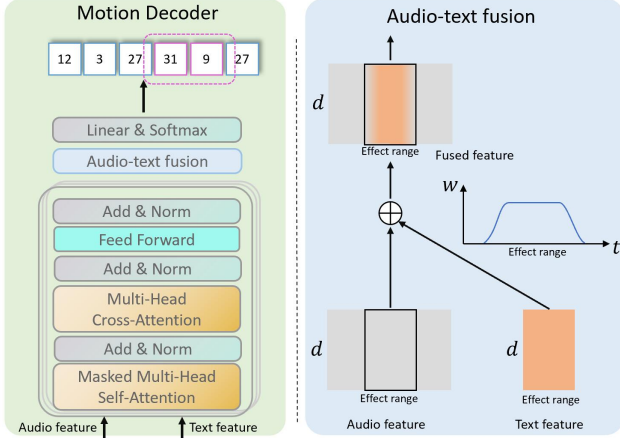 Motion Decoder
12 3 27 31 9 27
Linear & Softmax
Audio-text fusion
Add & Norm
Feed Forward
Add & Norm
Multi-Head
Cross-Attention
Add & Norm
Masked Multi-Head
Self-Attention
Audio feature
Text feature
Audio-text fusion
d
Effect range
Fused feature
w
Effect range
t
d
Effect range
Audio feature
d
Effect range
Text feature